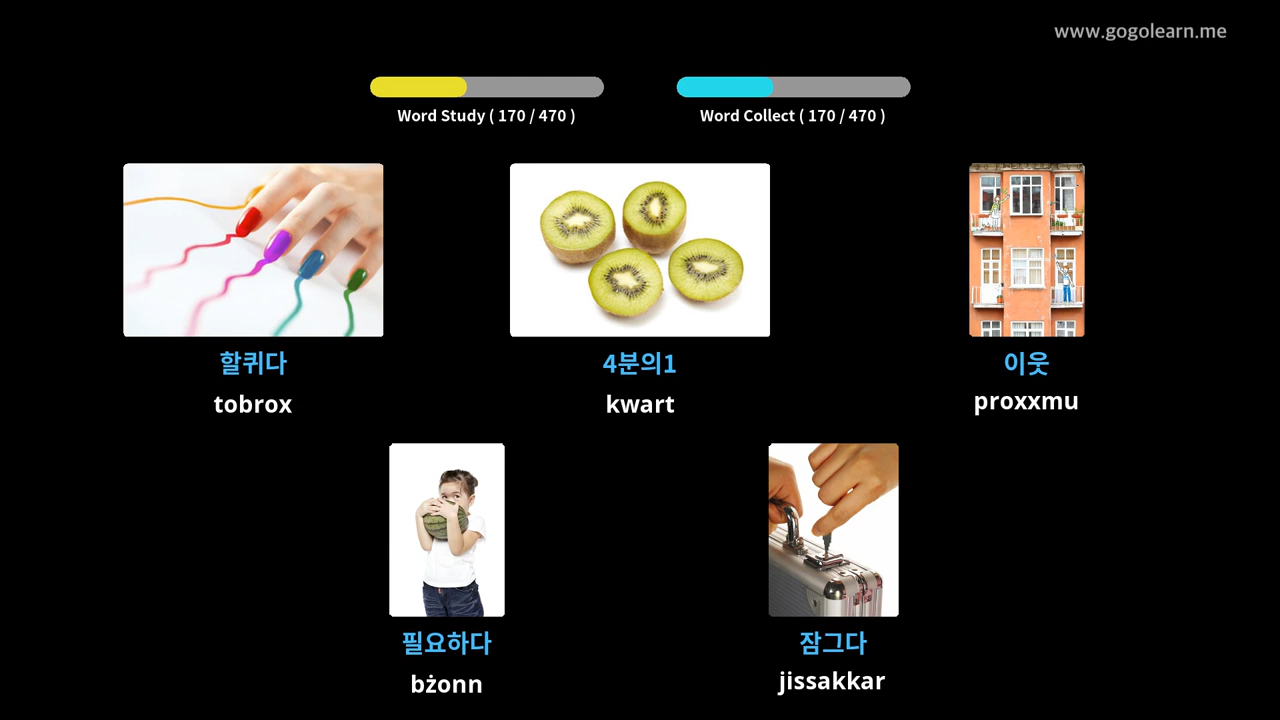 www.gogolearn.me
Word Study ( 170 / 470 )
Word Collect ( 170 / 470 )
할퀴다
4분의1
이웃
tobrox
kwart
proxxmu
필요하다
잠그다
bżonn
jissakkar